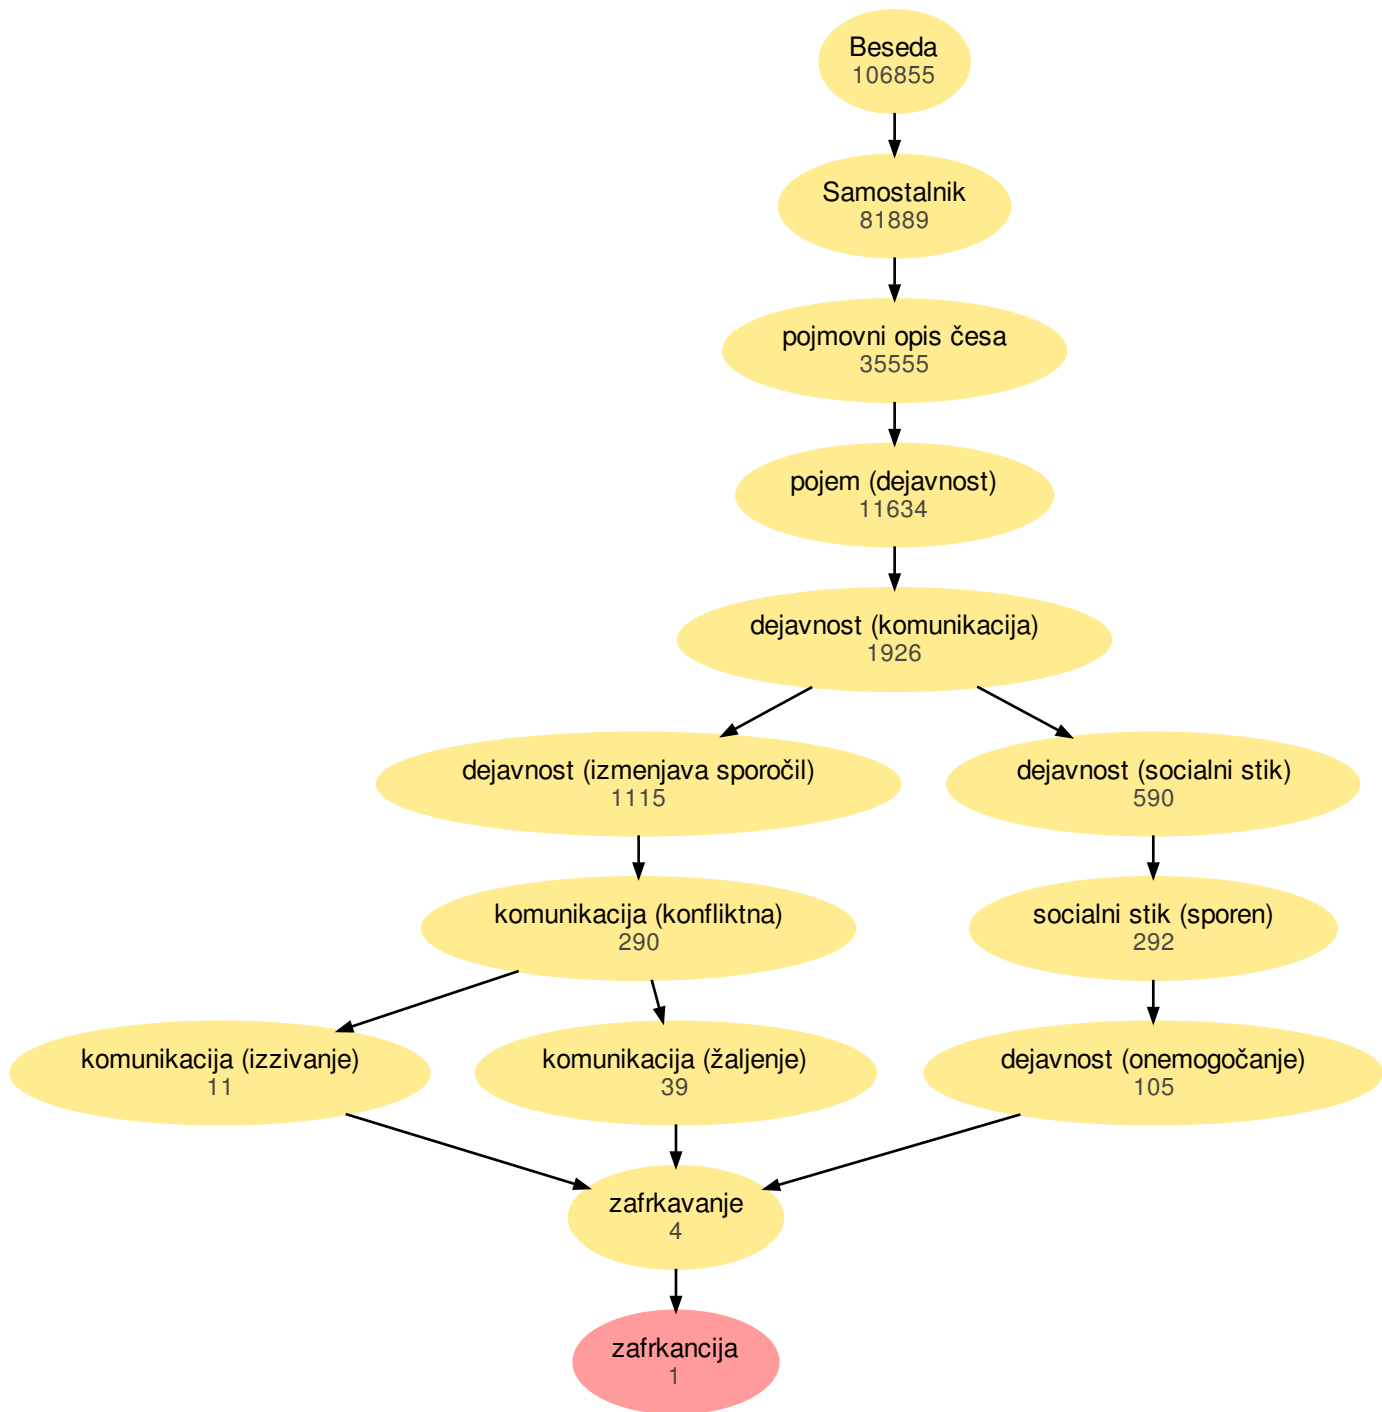 Beseda
106855
Samostalnik
81889
pojmovni opis česa
35555
pojem (dejavnost)
11634
dejavnost (komunikacija)
1926
dejavnost (izmenjava sporočil)
1115
dejavnost (socialni stik)
590
komunikacija (konfliktna)
290
socialni stik (sporen)
292
komunikacija (izzivanje)
11
komunikacija (žaljenje)
39
dejavnost (onemogočanje)
105
zafrkavanje
4
zafrkancija
1